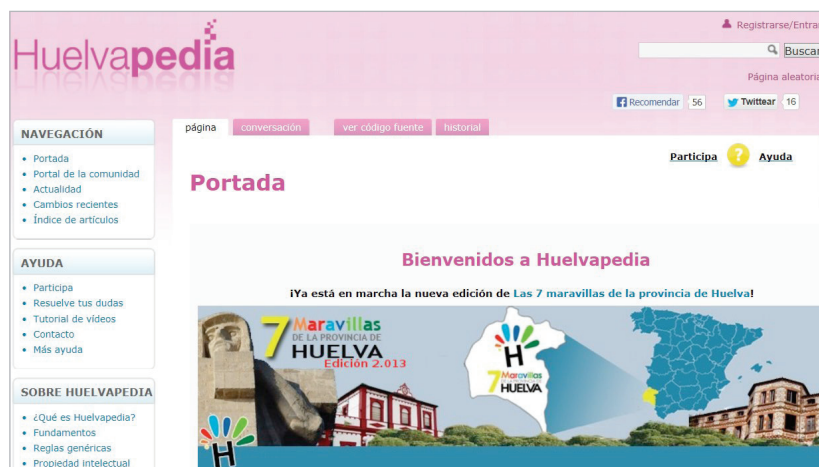 Huelvapedia
Registrarse/Entrar
Buscar
Página aleatoria
Recomendar 56
Twittear 16
página conversación ver código fuente historial
Participa ? Ayuda
NAVEGACIÓN
Portada
Portal de la comunidad
Actualidad
Cambios recientes
Índice de artículos
AYUDA
Participa
Resuelve tus dudas
Tutorial de vídeos
Contacto
Más ayuda
SOBRE HUELVAPEDIA
¿Qué es Huelvapedia?
Fundamentos
Reglas genéricas
Propiedad intelectual
Portada
Bienvenidos a Huelvapedia
¡Ya está en marcha la nueva edición de Las 7 maravillas de la provincia de Huelva!
7 Maravillas
DE LA PROVINCIA DE
HUELVA
Edición 2.013
H
7 Maravillas
HUELVA
H